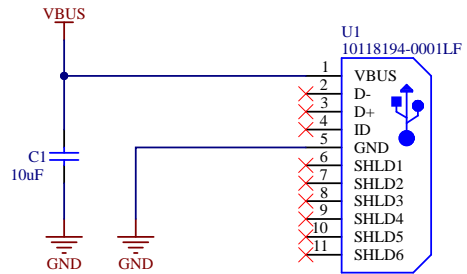 VBUS
U1
10118194-0001LF
1 VBUS
2 D-
3 D+
4 ID
5 GND
6 SHLD1
7 SHLD2
8 SHLD3
9 SHLD4
10 SHLD5
11 SHLD6
C1
10uF
GND
GND